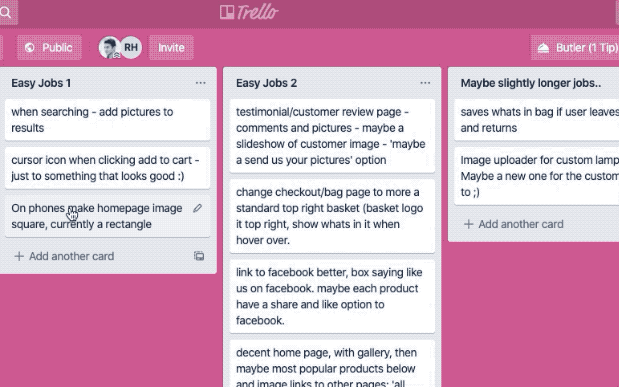 Trello
Public
RH
Invite
Butler (1 Tip)
Easy Jobs 1
when searching - add pictures to
results
cursor icon when clicking add to cart -
just to something that looks good :)
On phones make homepage image
square, currently a rectangle
+ Add another card
Easy Jobs 2
testimonial/customer review page -
comments and pictures - maybe a
slideshow of customer image - 'maybe
a send us your pictures' option
change checkout/bag page to more a
standard top right basket (basket logo
it top right, show whats in it when
hover over.
link to facebook better, box saying like
us on facebook. maybe each product
have a share and like option to
facebook.
decent home page, with gallery, then
maybe most popular products below
and image links to other pages; 'all
Maybe slightly longer jobs..
saves whats in bag if user leaves
and returns
Image uploader for custom lamp
Maybe a new one for the custom
to ;)
+ Add another card